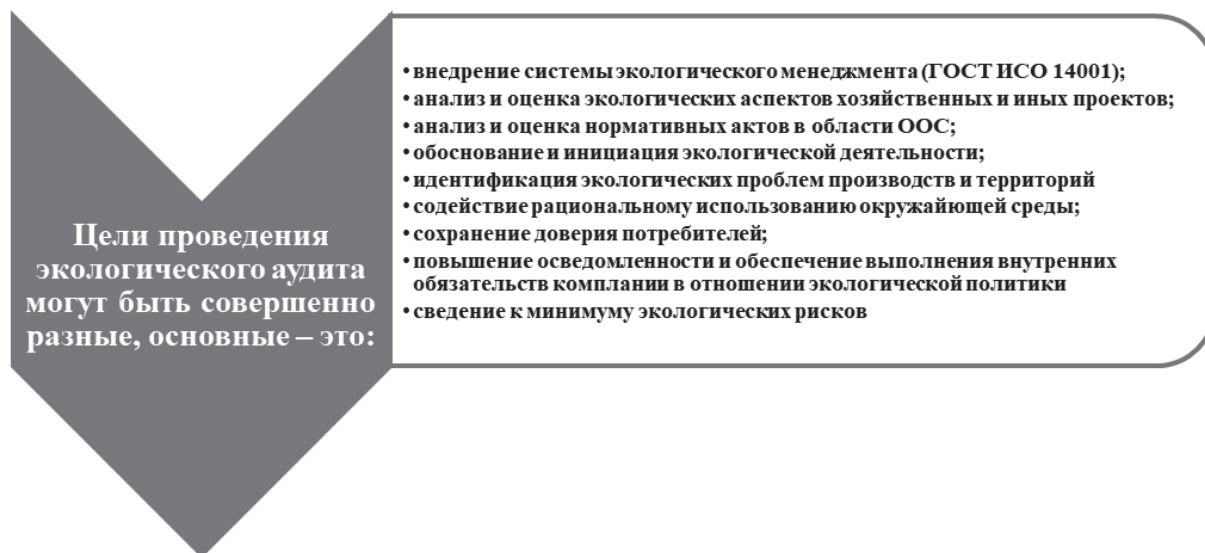 Цели проведения
экологического аудита
могут быть совершенно
разные, основные – это:
• внедрение системы экологического менеджмента (ГОСТ ИСО 14001);
• анализ и оценка экологических аспектов хозяйственных и иных проектов;
• анализ и оценка нормативных актов в области ООС;
• обоснование и инициация экологической деятельности;
• идентификация экологических проблем производств и территорий
• содействие рациональному использованию окружайющей среды;
• сохранение доверия потребителей;
• повышение осведомленности и обеспечение выполнения внутренних
обязательств комплании в отношении экологической политики
• сведение к минимуму экологических рисков